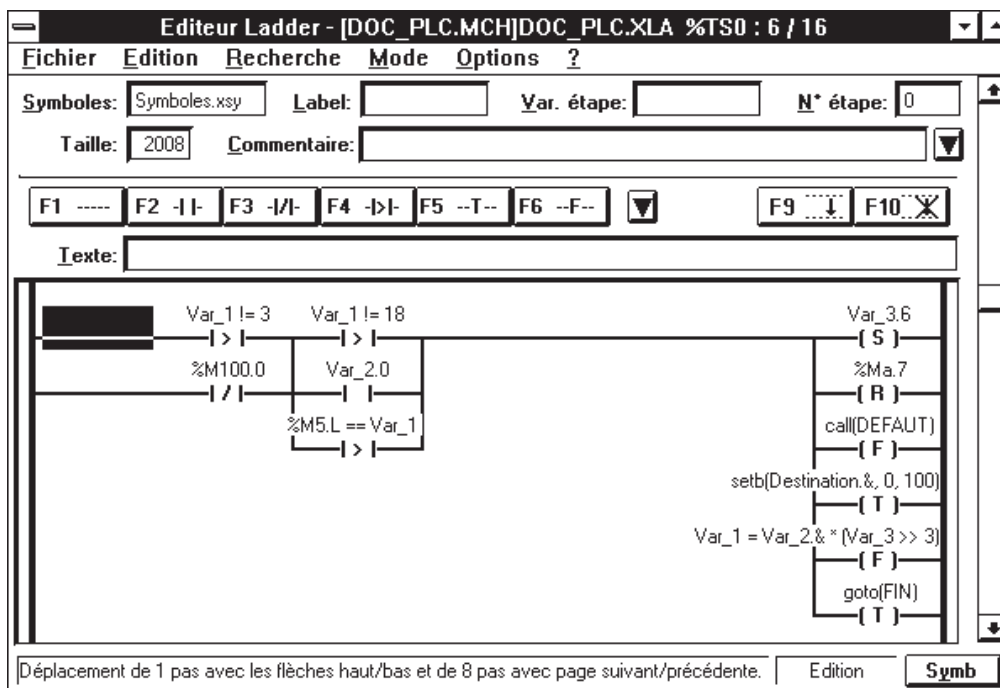 Editeur Ladder - [DOC_PLC.MCH]DOC_PLC.XLA %TS0 : 6 / 16
Fichier Edition Recherche Mode Options ?
Symboles: Symboles.xsy Label: Var. étape: N° étape: 0
Taille: 2008 Commentaire:
F1 ----- F2 -| |- F3 -|/|- F4 -|>|- F5 --T-- F6 --F-- F9 F10
Texte:
Var_1 != 3 Var_1 != 18 Var_3.6
| > | | > | ( S )
%M100.0 Var_2.0 %Ma.7
| / | | | ( R )
%M5.L == Var_1 call(DEFAUT)
| > | ( F )
setb(Destination.&, 0, 100)
( T )
Var_1 = Var_2.& * (Var_3 >> 3)
( F )
goto(FIN)
( T )
Déplacement de 1 pas avec les flèches haut/bas et de 8 pas avec page suivant/précédente. Edition Symb